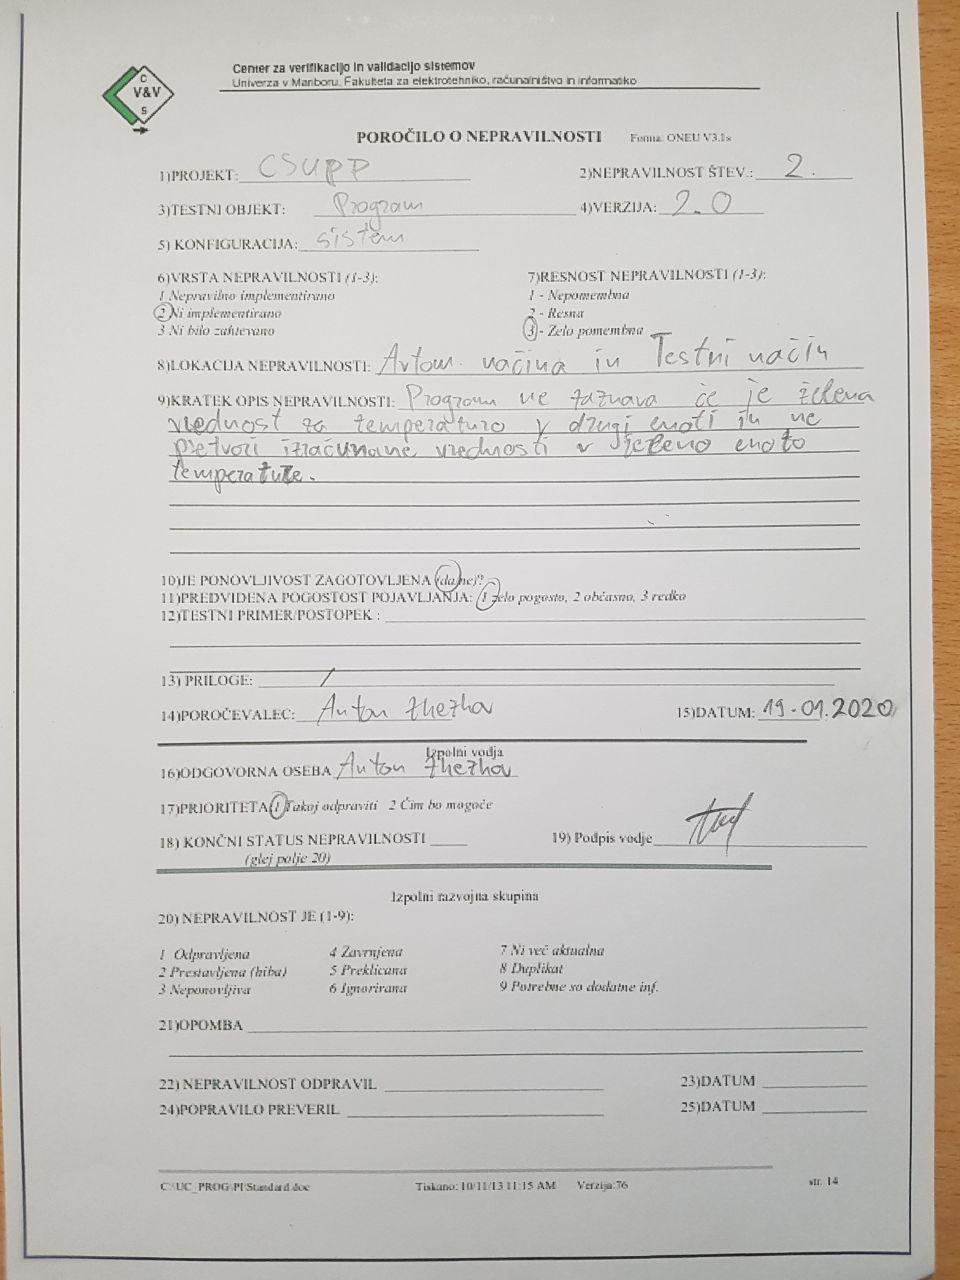 C
V&V
S
Center za verifikacijo in validacijo sistemov
Univerza v Mariboru, Fakulteta za elektrotehniko, računalništvo in informatiko
POROČILO O NEPRAVILNOSTI Forma: ONEU V3.1s
1)PROJEKT: CSUPP 2)NEPRAVILNOST ŠTEV.: 2.
3)TESTNI OBJEKT: Program 4)VERZIJA: 2.0
5) KONFIGURACIJA: sistem
6)VRSTA NEPRAVILNOSTI (1-3): 7)RESNOST NEPRAVILNOSTI (1-3):
1 Nepravilno implementirano 1 - Nepomembna
2 Ni implementirano 2 - Resna
3 Ni bilo zahtevano 3 - Zelo pomembna
8)LOKACIJA NEPRAVILNOSTI: Avtom. načina in Testni način
9)KRATEK OPIS NEPRAVILNOSTI: Program ne zaznava če je želena
vrednost za temperaturo v drugi enoti in ne
pretvori izračunane vrednosti v enoto
temperature.
10)JE PONOVLJIVOST ZAGOTOVLJENA (da/ne)?
11)PREDVIDENA POGOSTOST POJAVLJANJA: 1 zelo pogosto, 2 občasno, 3 redko
12)TESTNI PRIMER/POSTOPEK :
13) PRILOGE: /
14)POROČEVALEC: Anton Zhezhov 15)DATUM: 19.01.2020
Izpolni vodja
16)ODGOVORNA OSEBA Anton Zhezhov
17)PRIORITETA 1 Takoj odpraviti 2 Čim bo mogoče
18) KONČNI STATUS NEPRAVILNOSTI 19) Podpis vodje
(glej polje 20)
Izpolni razvojna skupina
20) NEPRAVILNOST JE (1-9):
1 Odpravljena 4 Zavrnjena 7 Ni več aktualna
2 Prestavljena (hiba) 5 Preklicana 8 Duplikat
3 Neponovljiva 6 Ignorirana 9 Potrebne so dodatne inf.
21)OPOMBA
22) NEPRAVILNOST ODPRAVIL 23)DATUM
24)POPRAVILO PREVERIL 25)DATUM
C:\UC_PROG\PI\Standard.doc Tiskano: 10/11/13 11:15 AM Verzija:76 str. 14